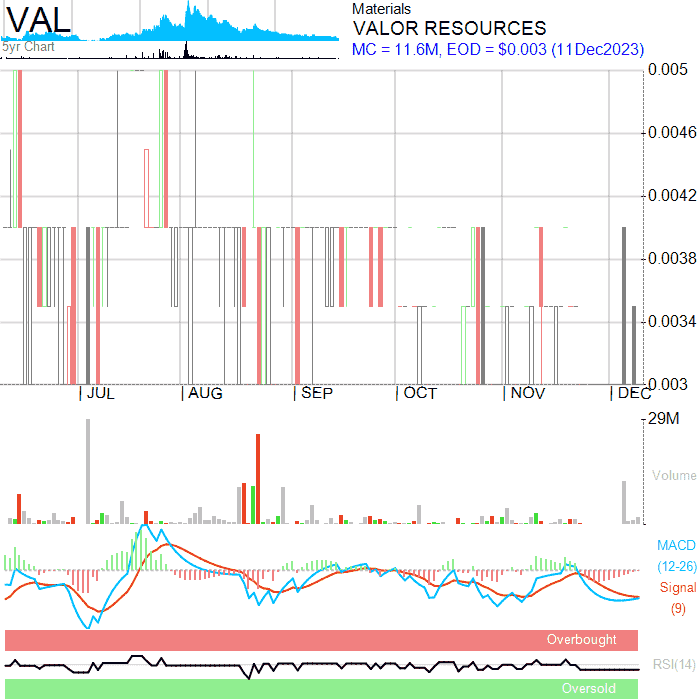 VAL
5yr Chart
Materials
VALOR RESOURCES
MC = 11.6M, EOD = $0.003 (11Dec2023)
0.005
0.0046
0.0042
0.0038
0.0034
0.003
JUL AUG SEP OCT NOV DEC
29M
Volume
MACD
(12-26)
Signal
(9)
Overbought
RSI(14)
Oversold